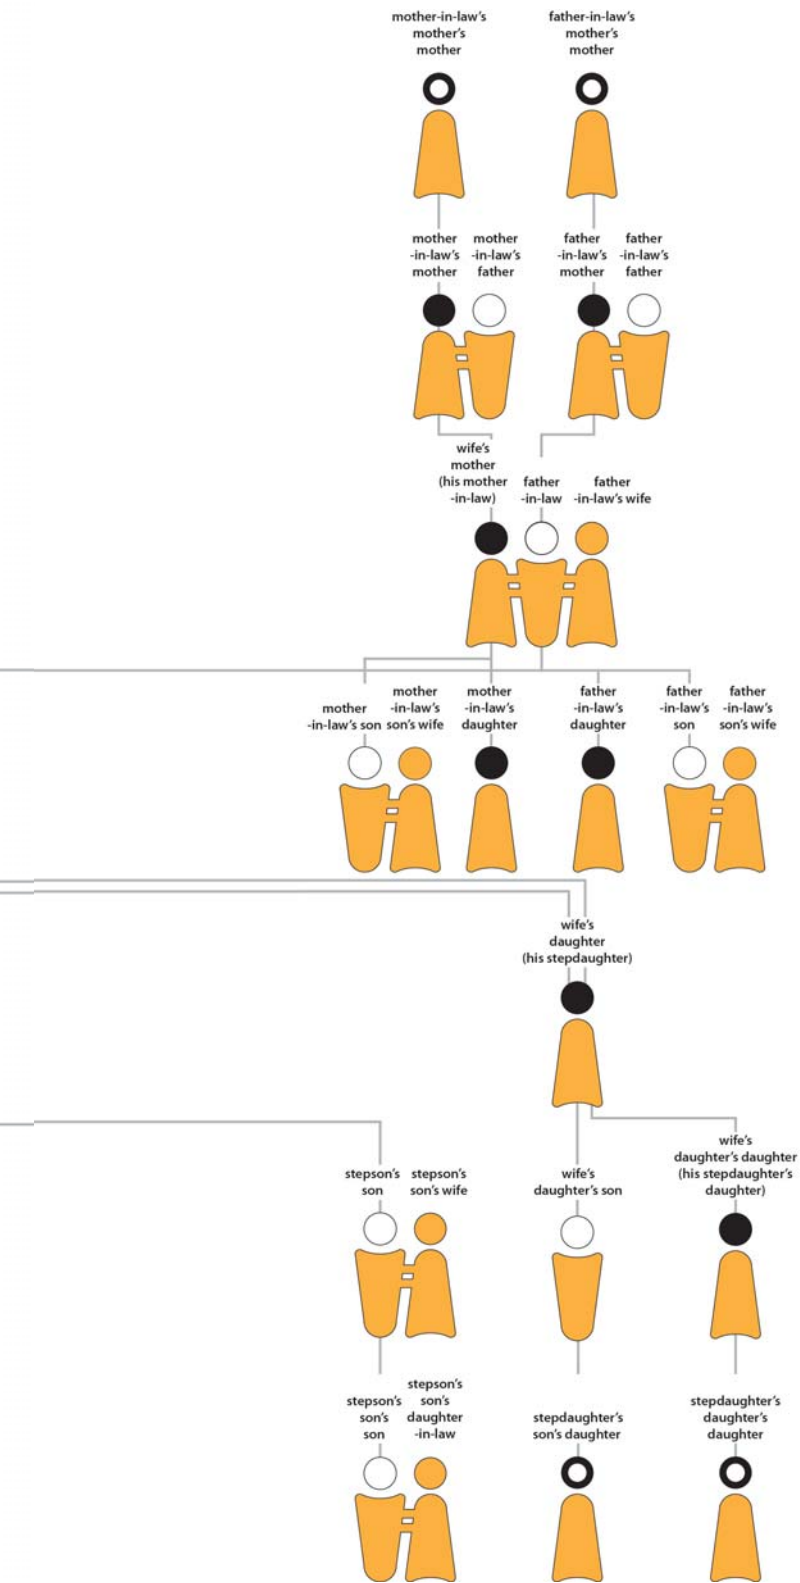 mother-in-law's
mother's
mother
father-in-law's
mother's
mother
mother
-in-law's
mother
mother
-in-law's
father
father
-in-law's
mother
father
-in-law's
father
wife's
mother
(his mother
-in-law)
father
-in-law
father
-in-law's wife
mother
-in-law's son
mother
-in-law's
son's wife
mother
-in-law's
daughter
father
-in-law's
daughter
father
-in-law's
son
father
-in-law's
son's wife
wife's
daughter
(his stepdaughter)
stepson's
son
stepson's
son's wife
wife's
daughter's son
wife's
daughter's daughter
(his stepdaughter's
daughter)
stepson's
son's
son
stepson's
son's
daughter
-in-law
stepdaughter's
son's daughter
stepdaughter's
daughter's
daughter